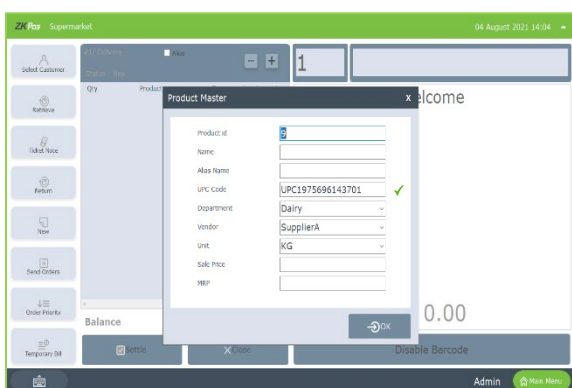 ZKPos Supermarket
04 August 2021 14:04
Select Customer
Alias
1
Qty
Product
elcome
Retrieve
Ticket Note
Return
New
Send Orders
Order Priority
Temporary Bill
Product Master X
Product Id 9
Name
Alias Name
UPC Code UPC1975696143701
Department Dairy
Vendor SupplierA
Unit KG
Sale Price
MRP
OK
Balance
0.00
Settle
Close
Disable Barcode
Admin
Main Menu